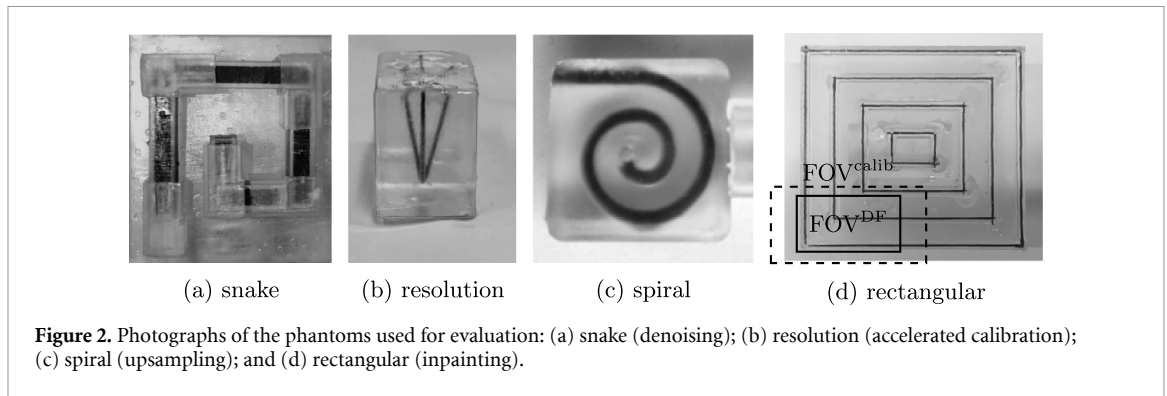 FOV^calib
FOV^DF
(a) snake
(b) resolution
(c) spiral
(d) rectangular
Figure 2. Photographs of the phantoms used for evaluation: (a) snake (denoising); (b) resolution (accelerated calibration);
(c) spiral (upsampling); and (d) rectangular (inpainting).